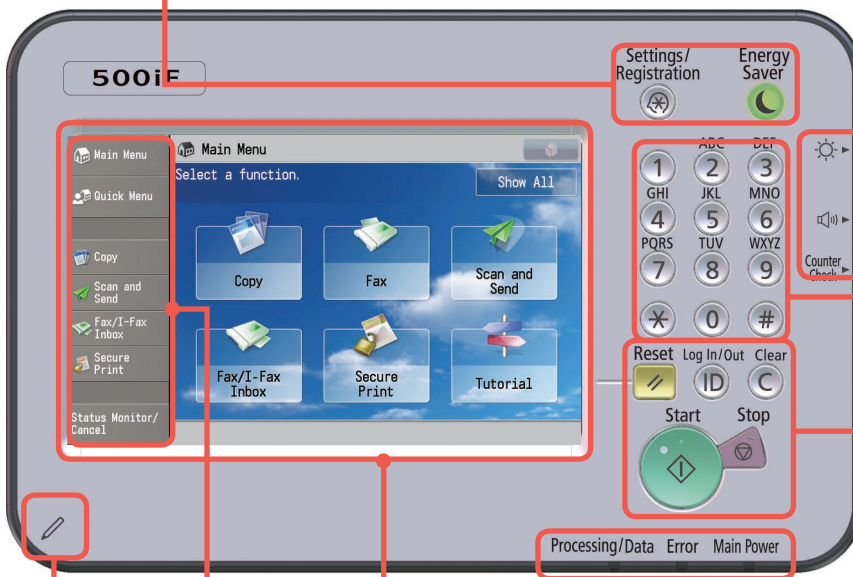 500iF
Settings/
Registration
Energy
Saver
Main Menu
Quick Menu
Copy
Scan and
Send
Fax/I-Fax
Inbox
Secure
Print
Status Monitor/
Cancel
Main Menu
Select a function.
Show All
Copy
Fax
Scan and
Send
Fax/I-Fax
Inbox
Secure
Print
Tutorial
ABC
DEF
1
2
3
GHI
JKL
MNO
4
5
6
PQRS
TUV
WXYZ
7
8
9
* 0 #
Counter
Check
Reset
Log In/Out
Clear
ID
C
Start
Stop
Processing/Data Error Main Power